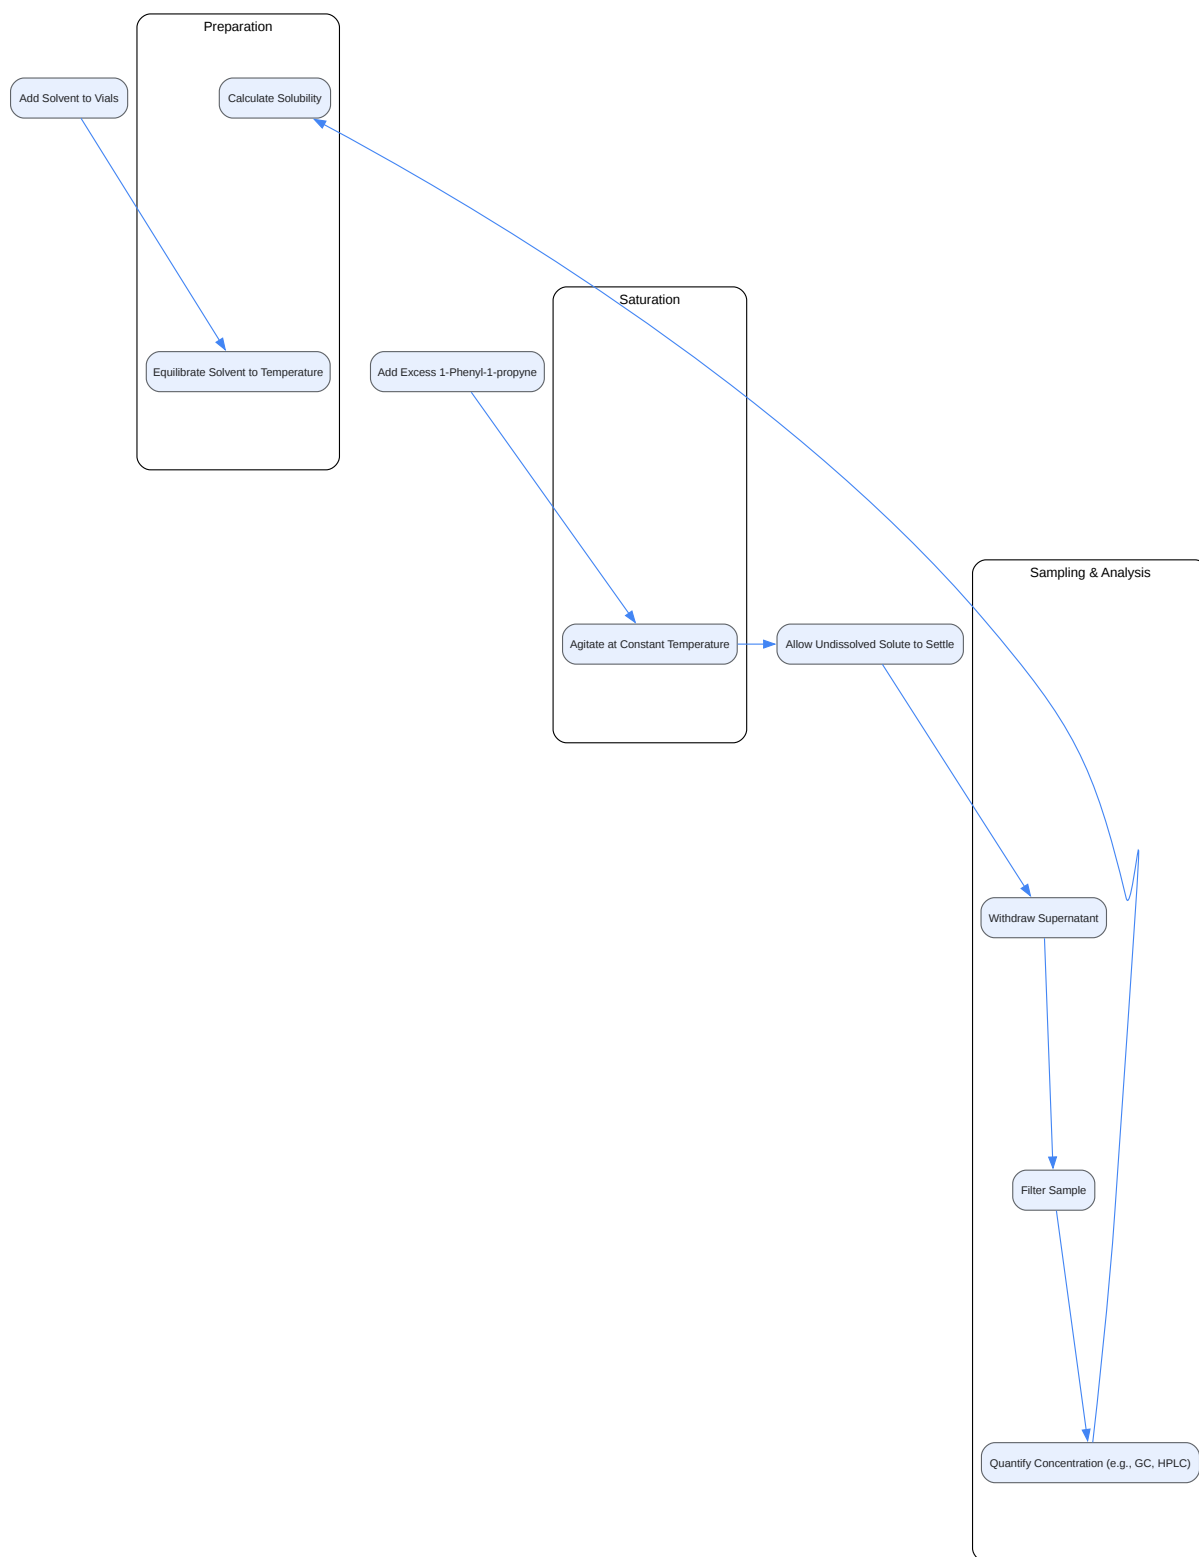 Preparation
Add Solvent to Vials
Calculate Solubility
Saturation
Equilibrate Solvent to Temperature
Add Excess 1-Phenyl-1-propyne
Sampling & Analysis
Agitate at Constant Temperature
Allow Undissolved Solute to Settle
Withdraw Supernatant
Filter Sample
Quantify Concentration (e.g., GC, HPLC)